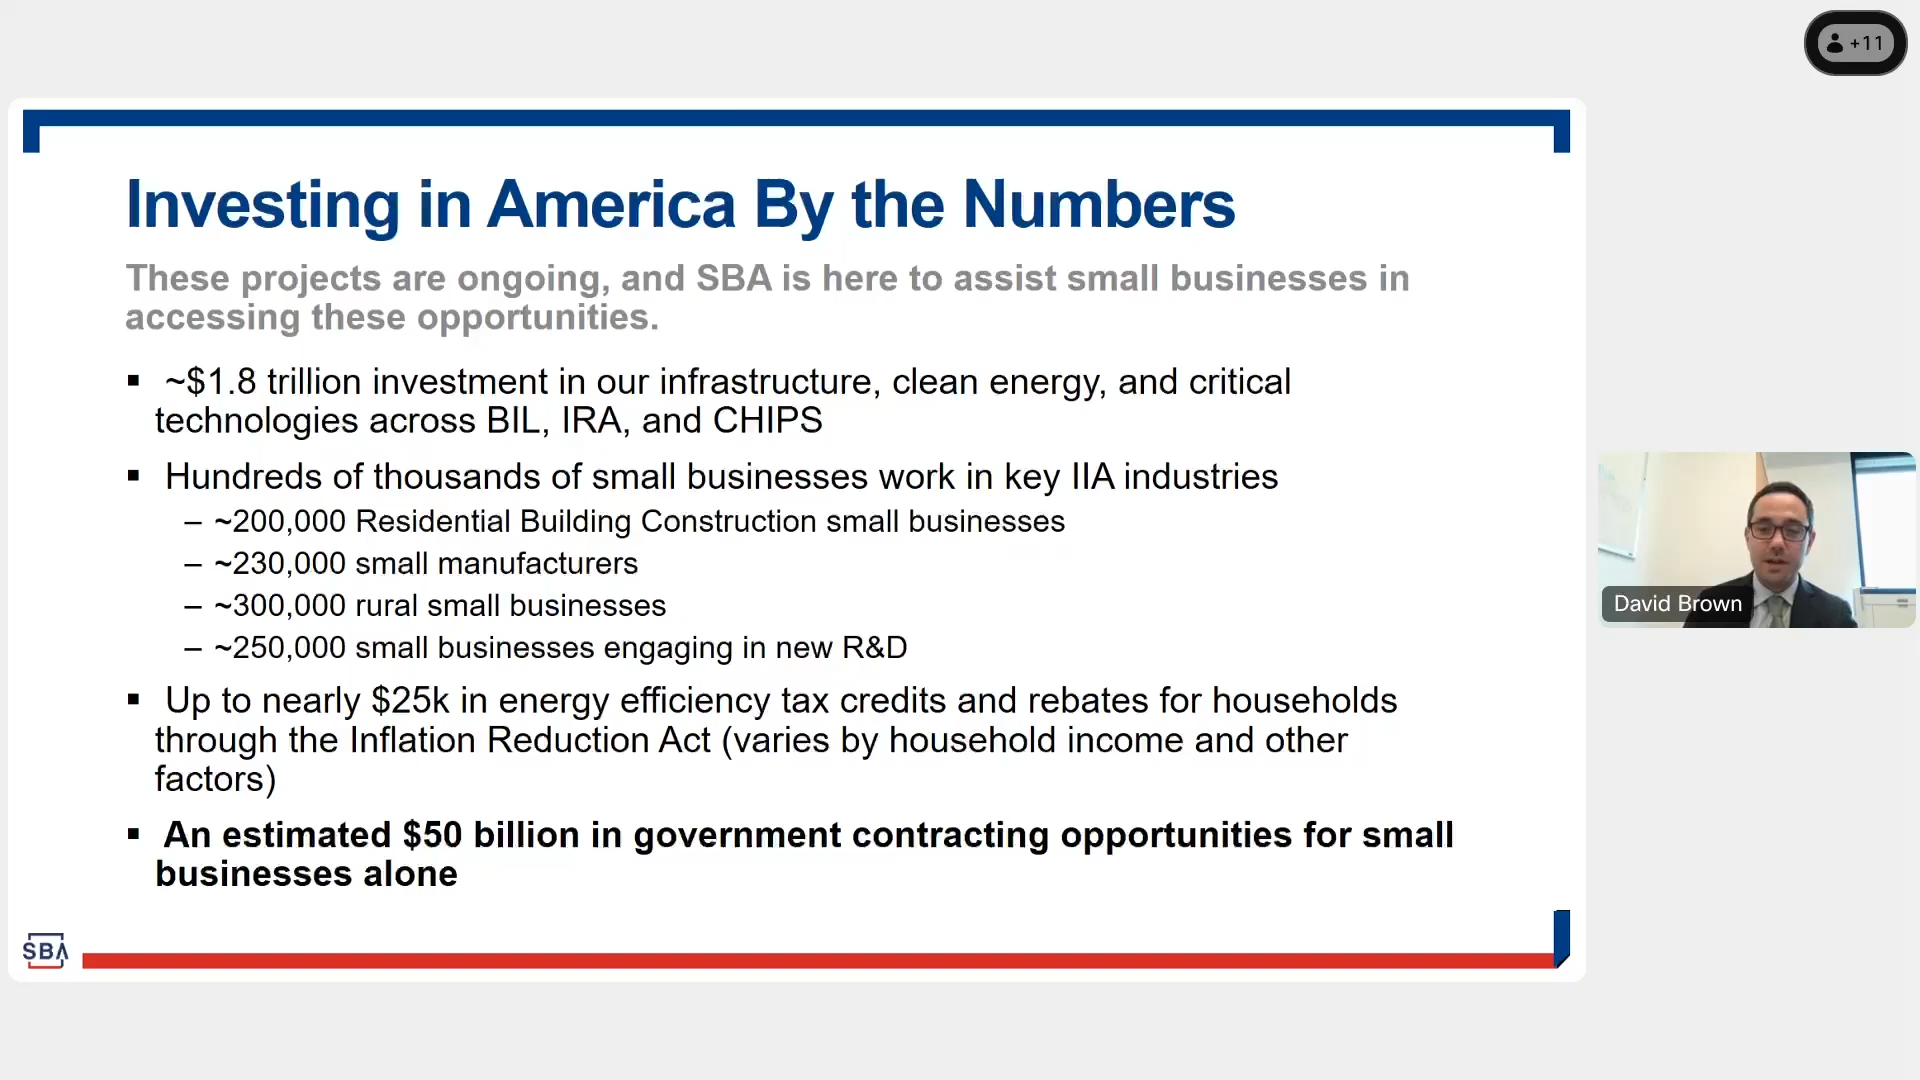 +11
Investing in America By the Numbers
These projects are ongoing, and SBA is here to assist small businesses in
accessing these opportunities.
▪ ~$1.8 trillion investment in our infrastructure, clean energy, and critical
technologies across BIL, IRA, and CHIPS
▪ Hundreds of thousands of small businesses work in key IIA industries
– ~200,000 Residential Building Construction small businesses
– ~230,000 small manufacturers
– ~300,000 rural small businesses
– ~250,000 small businesses engaging in new R&D
▪ Up to nearly $25k in energy efficiency tax credits and rebates for households
through the Inflation Reduction Act (varies by household income and other
factors)
▪ An estimated $50 billion in government contracting opportunities for small
businesses alone
SBA
David Brown